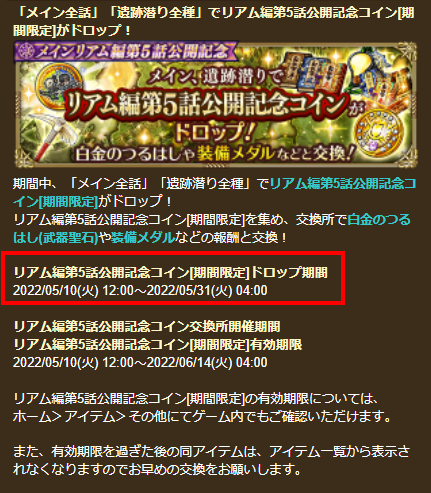 「メイン全話」「遺跡潜り全種」でリアム編第5話公開記念コイン[期
間限定]がドロップ！
メインリアム編第5話公開記念
メイン、遺跡潜りで
リアム編第5話公開記念コインが
ドロップ！
白金のつるはしや装備メダルなどと交換！
期間中、「メイン全話」「遺跡潜り全種」でリアム編第5話公開記念コ
イン[期間限定]がドロップ！
リアム編第5話公開記念コイン[期間限定]を集め、交換所で白金のつる
はし(武器聖石)や装備メダルなどの報酬と交換！
リアム編第5話公開記念コイン[期間限定]ドロップ期間
2022/05/10(火) 12:00～2022/05/31(火) 04:00
リアム編第5話公開記念コイン交換所開催期間
リアム編第5話公開記念コイン[期間限定]有効期限
2022/05/10(火) 12:00～2022/06/14(火) 04:00
リアム編第5話公開記念コイン[期間限定]の有効期限については、
ホーム＞アイテム＞その他にてゲーム内でもご確認いただけます。
また、有効期限を過ぎた後の同アイテムは、アイテム一覧から表示さ
れなくなりますのでお早めの交換をお願いします。